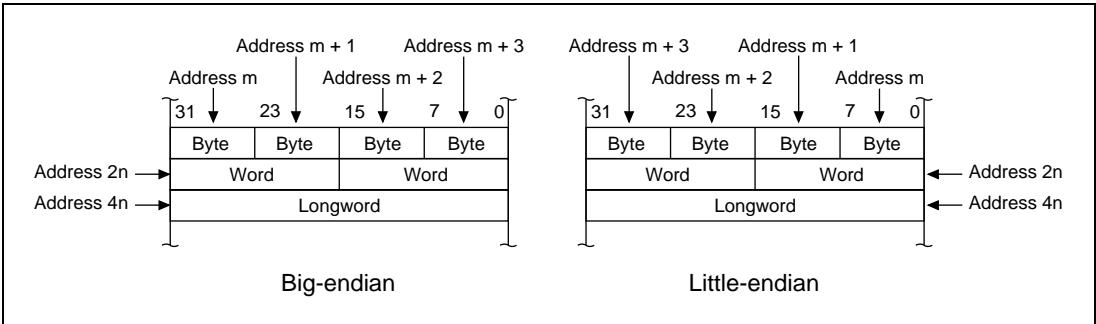 Address m + 1 Address m + 3 Address m + 3 Address m + 1
Address m Address m + 2 Address m + 2 Address m
31 23 15 7 0 31 23 15 7 0
Byte Byte Byte Byte Byte Byte Byte Byte
Address 2n Word Word Word Word Address 2n
Address 4n Longword Longword Address 4n
Big-endian Little-endian